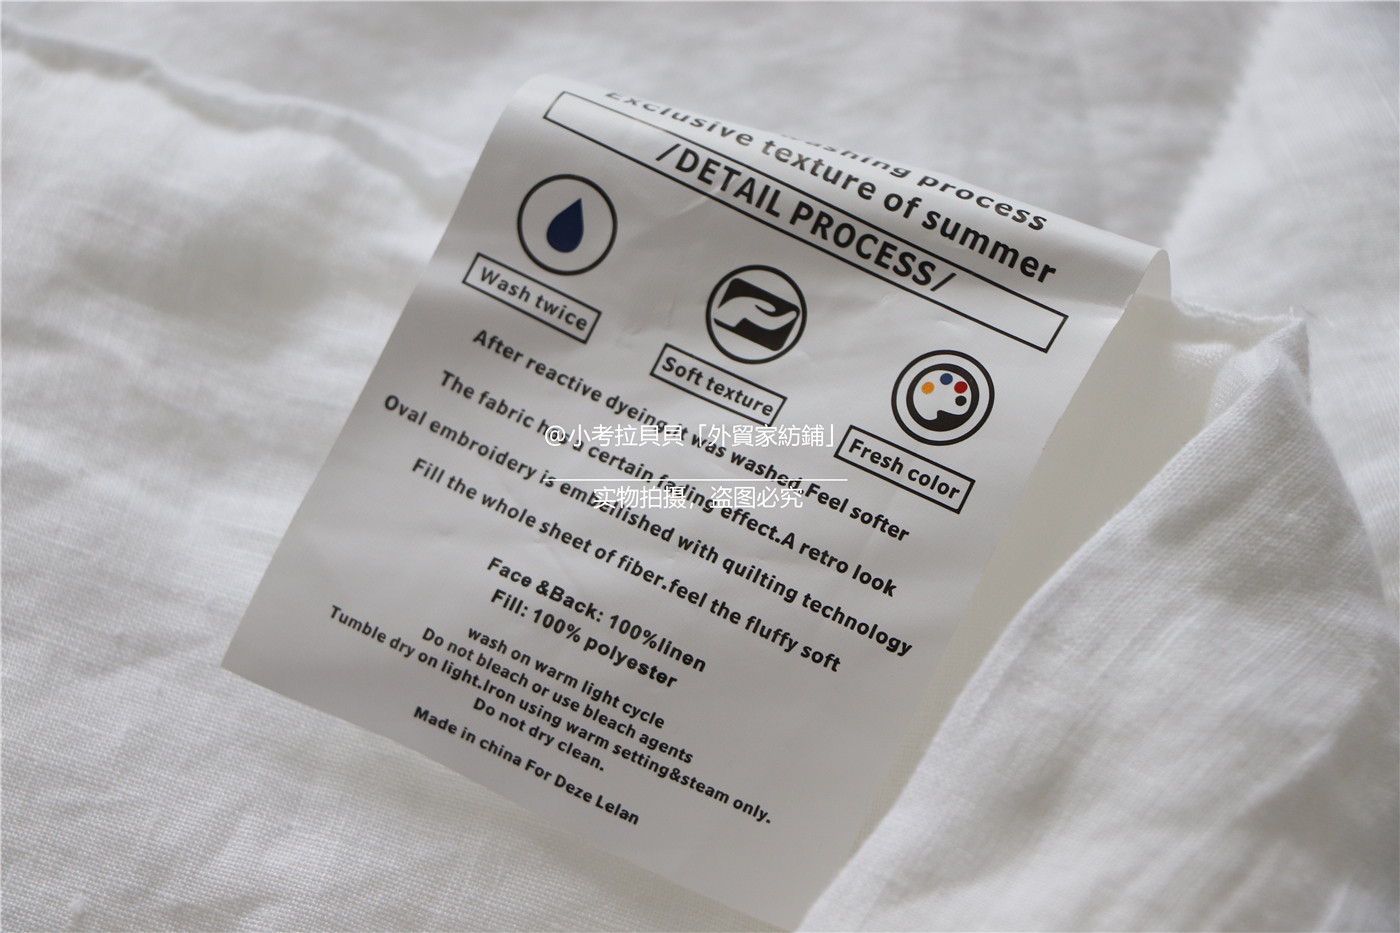 washing process
Exclusive texture of summer
/DETAIL PROCESS/
Wash twice
Soft texture
Fresh color
After reactive dyeing.It was washed.Feel softer
The fabric has a certain fading effect.A retro look
Oval embroidery is embellished with quilting technology
Fill the whole sheet of fiber.feel the fluffy soft
Face &Back: 100%linen
Fill: 100% polyester
wash on warm light cycle
Do not bleach or use bleach agents
Tumble dry on light.Iron using warm setting&steam only.
Do not dry clean.
Made in china For Deze Lelan
@小考拉貝貝「外貿家紡鋪」
实物拍摄，盗图必究